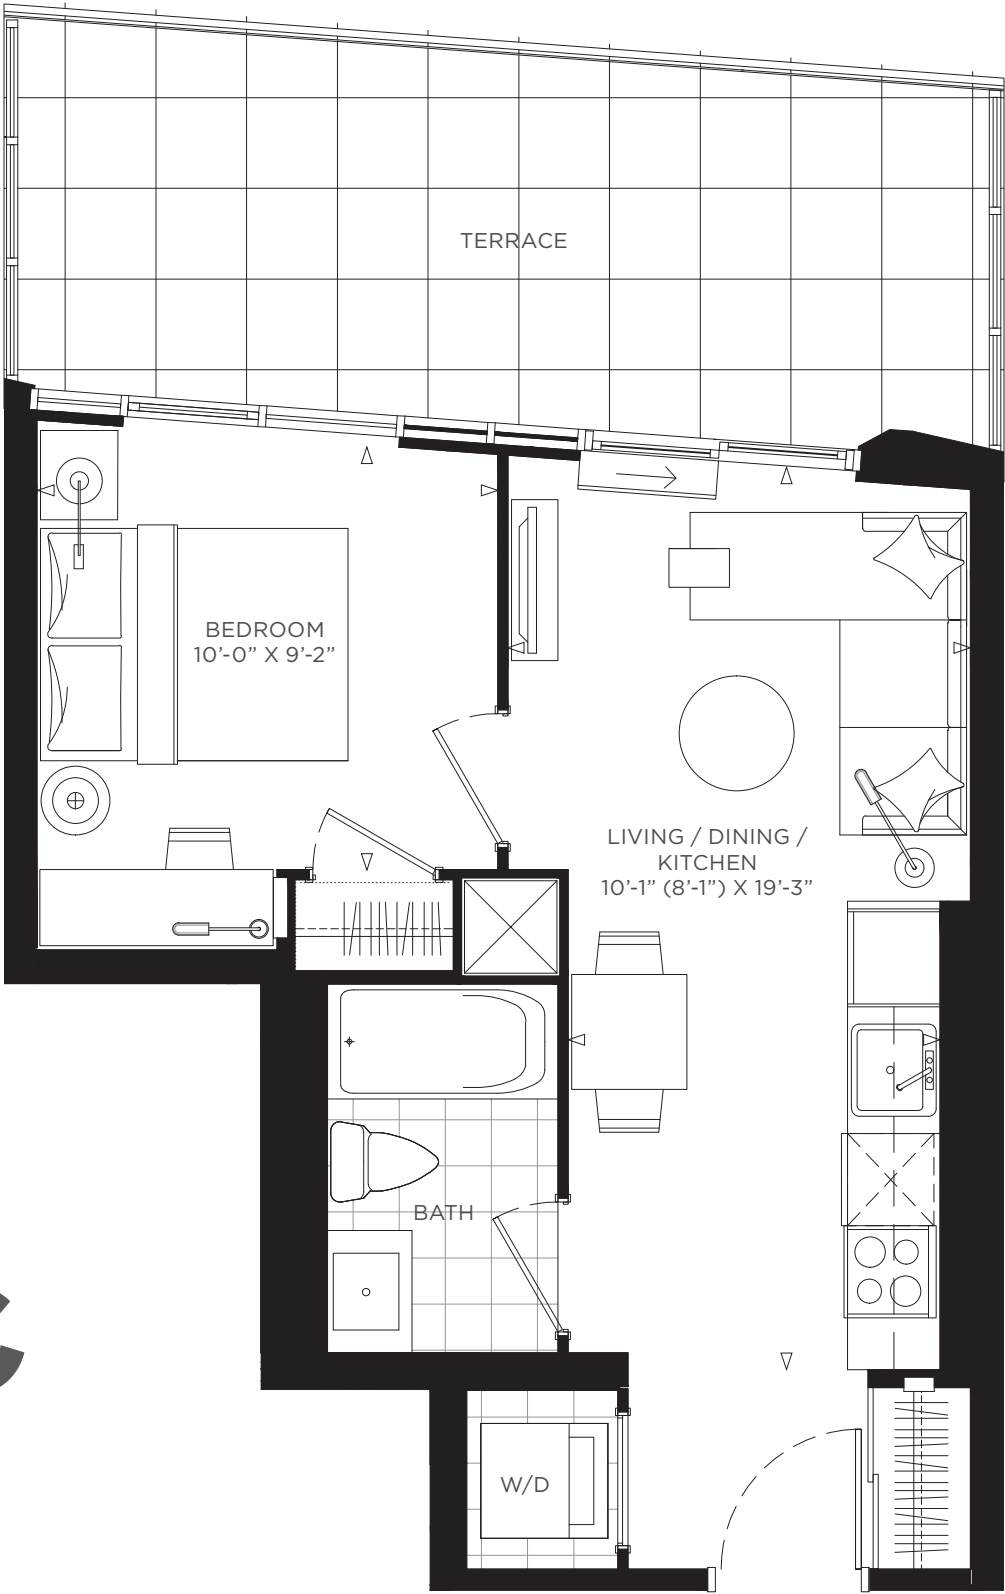 TERRACE
BEDROOM
10’-0” X 9’-2”
LIVING / DINING /
KITCHEN
10’-1” (8’-1”) X 19’-3”
BATH
W/D